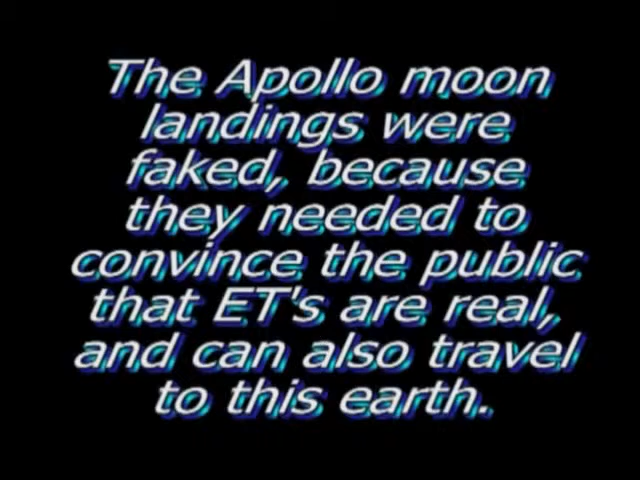 The Apollo moon
landings were
faked, because
they needed to
convince the public
that ET's are real,
and can also travel
to this earth.